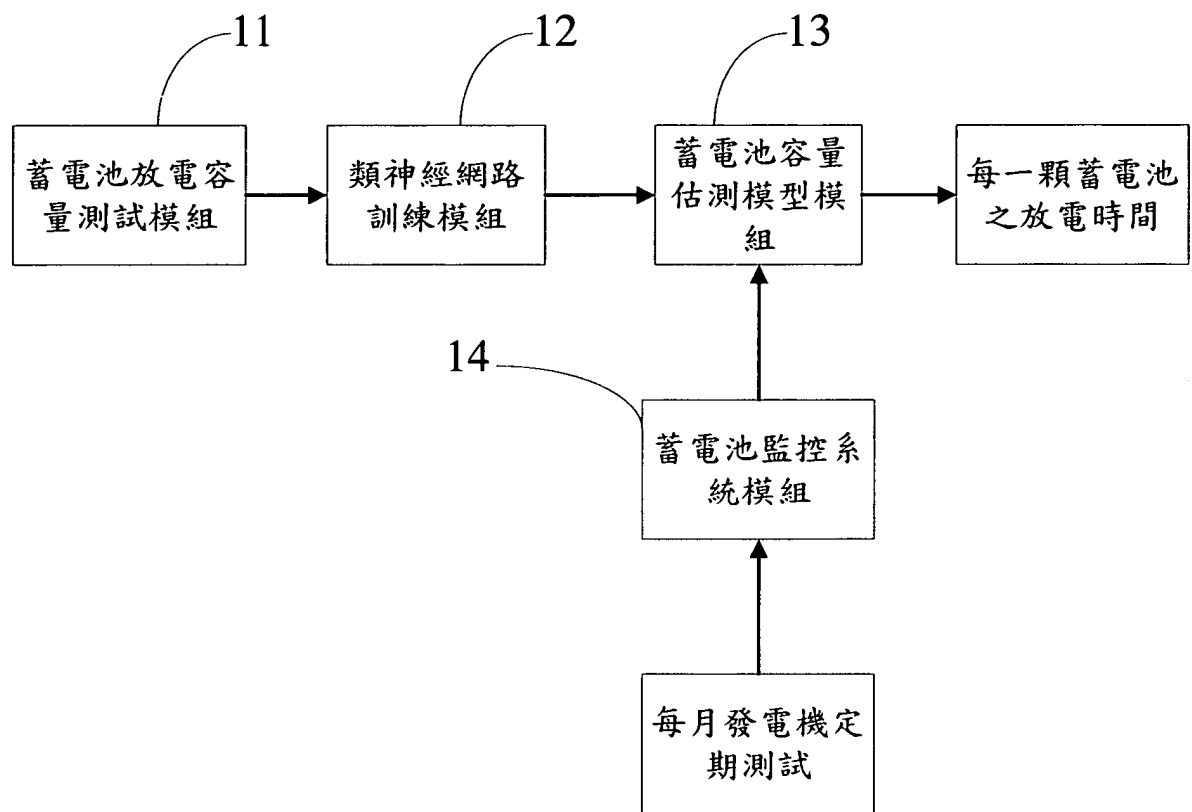 11
12
13
蓄電池放電容
量測試模組
類神經網路
訓練模組
蓄電池容量
估測模型模
組
每一顆蓄電池
之放電時間
14
蓄電池監控系
統模組
每月發電機定
期測試